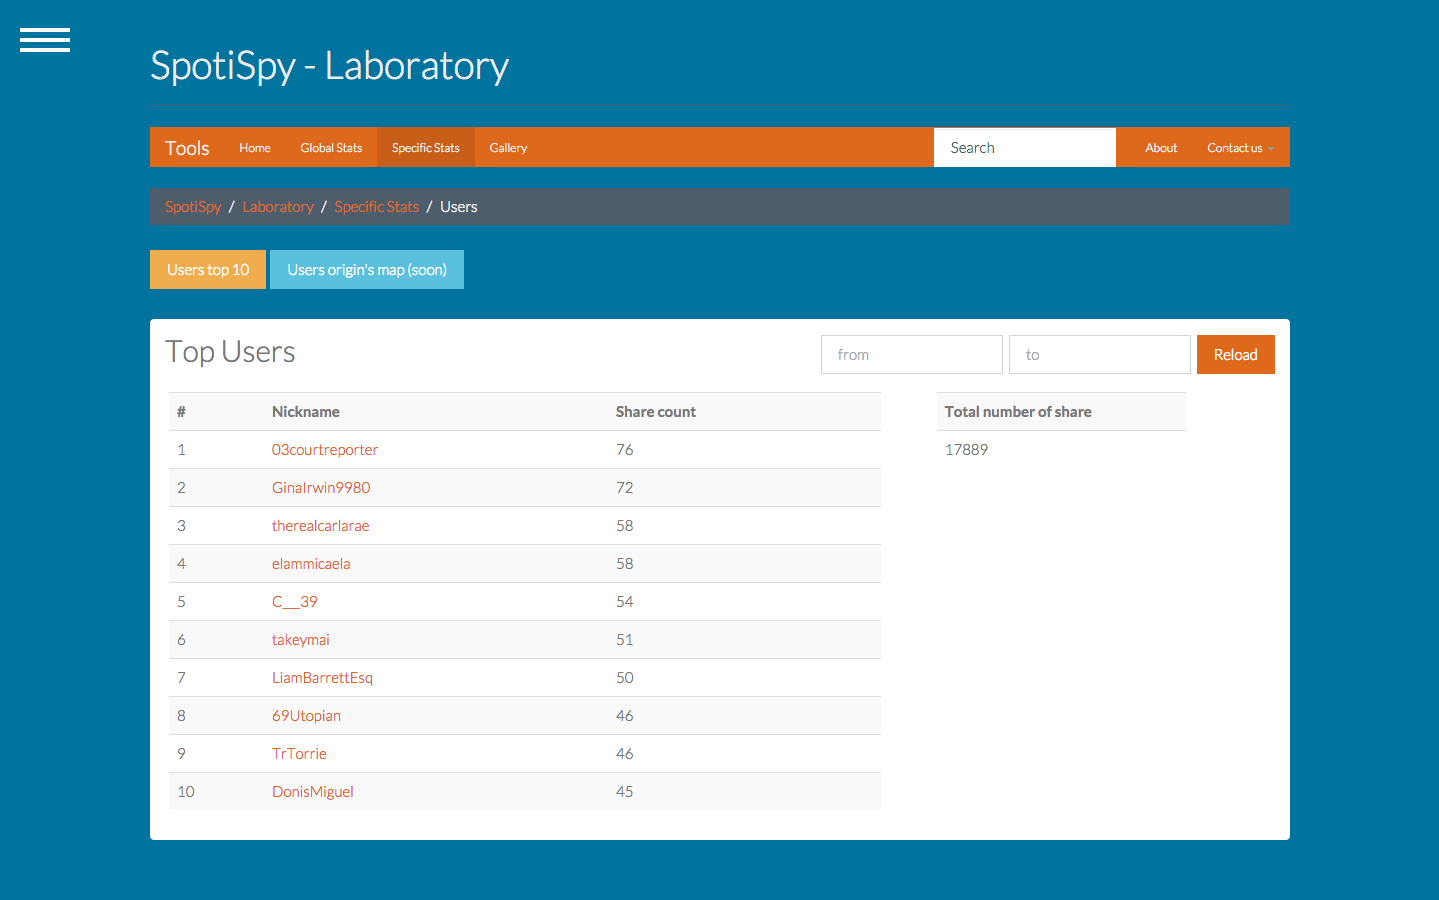 SpotiSpy - Laboratory
Tools Home Global Stats Specific Stats Gallery Search About Contact us
SpotiSpy / Laboratory / Specific Stats / Users
Users top 10 Users origin's map (soon)
Top Users from to Reload
# Nickname Share count Total number of share
1 03courtreporter 76 17889
2 GinaIrwin9980 72
3 therealcarlarae 58
4 elammicaela 58
5 C___39 54
6 takeymai 51
7 LiamBarrettEsq 50
8 69Utopian 46
9 TrTorrie 46
10 DonisMiguel 45